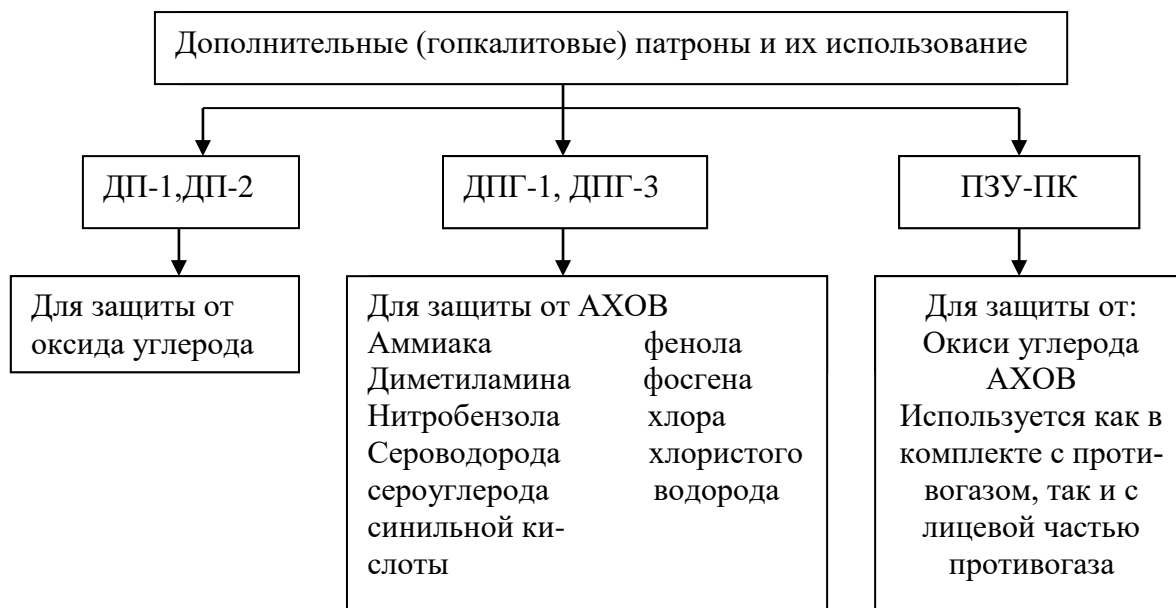 Дополнительные (гопкалитовые) патроны и их использование
ДП-1,ДП-2
ДПГ-1, ДПГ-3
ПЗУ-ПК
Для защиты от
оксида углерода
Для защиты от АХОВ
Аммиака фенола
Диметиламина фосгена
Нитробензола хлора
Сероводорода хлористого
сероуглерода водорода
синильной ки-
слоты
Для защиты от:
Окиси углерода
АХОВ
Используется как в
комплекте с проти-
вогазом, так и с
лицевой частью
противогаза